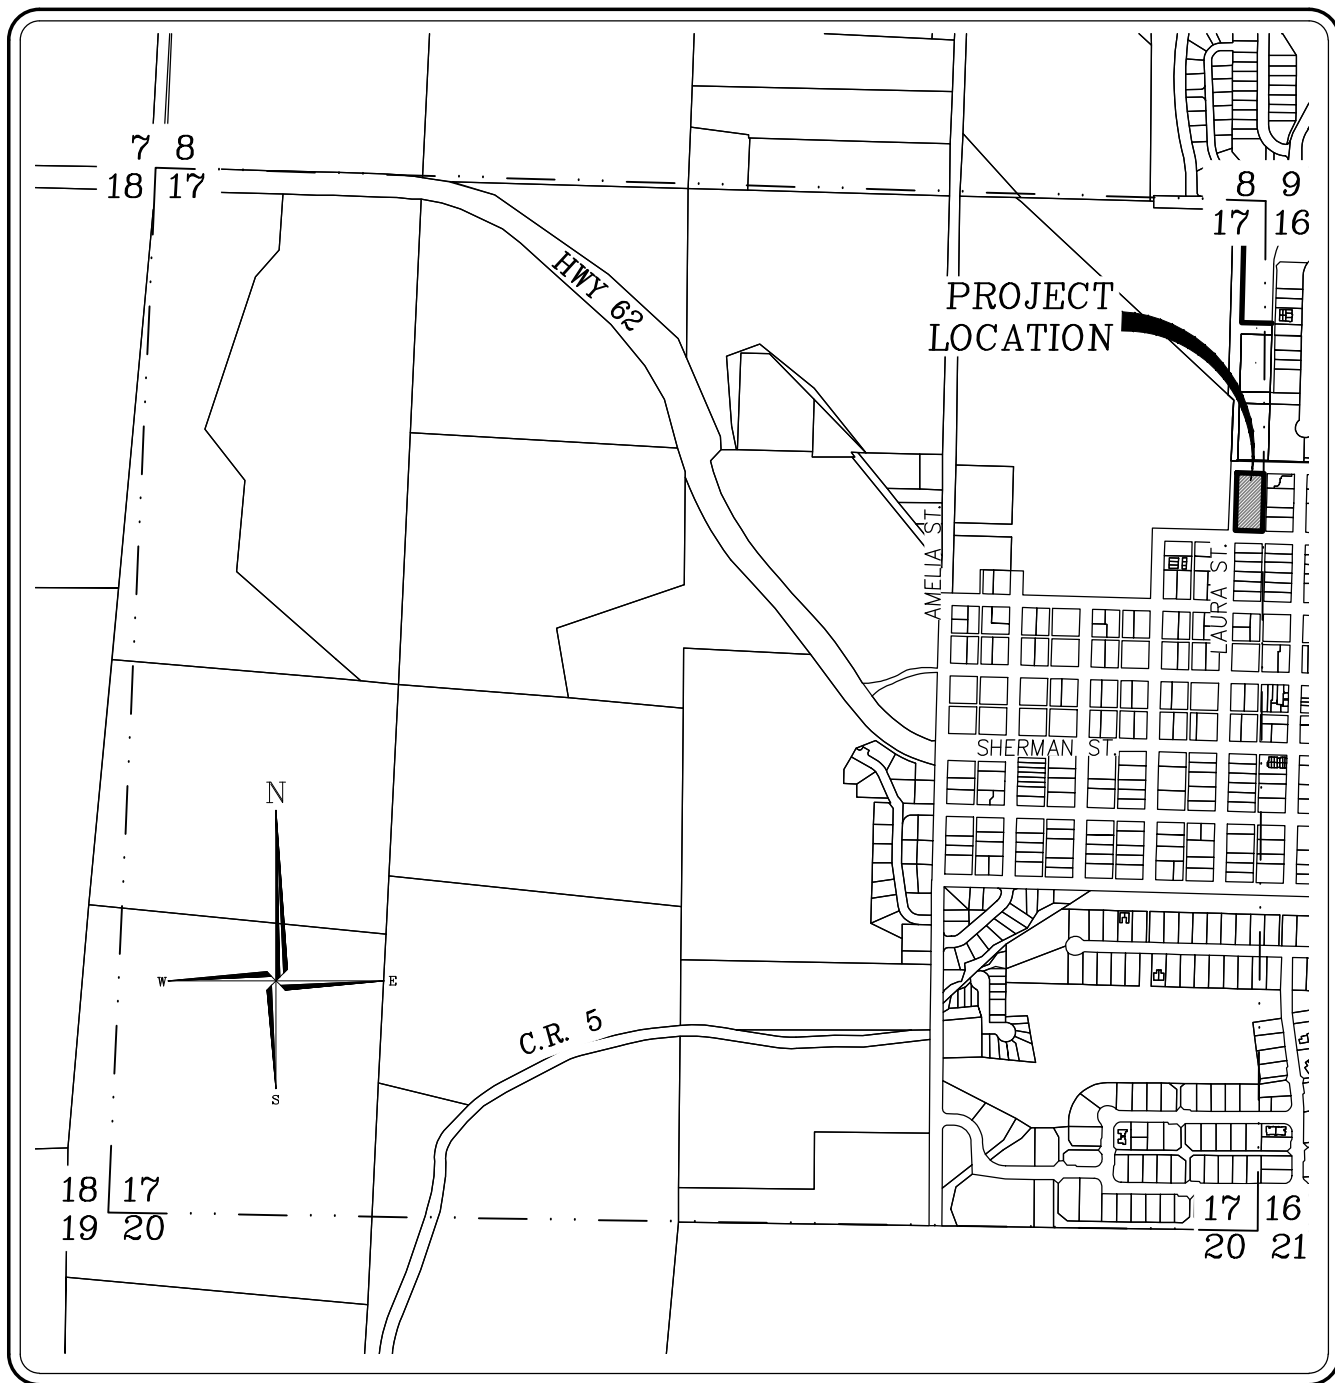 7 8
18 17
8 9
17 16
HWY 62
PROJECT
LOCATION
AMELIA ST.
LAURA ST.
SHERMAN ST.
N
W
E
S
C.R. 5
18 17
19 20
17 16
20 21